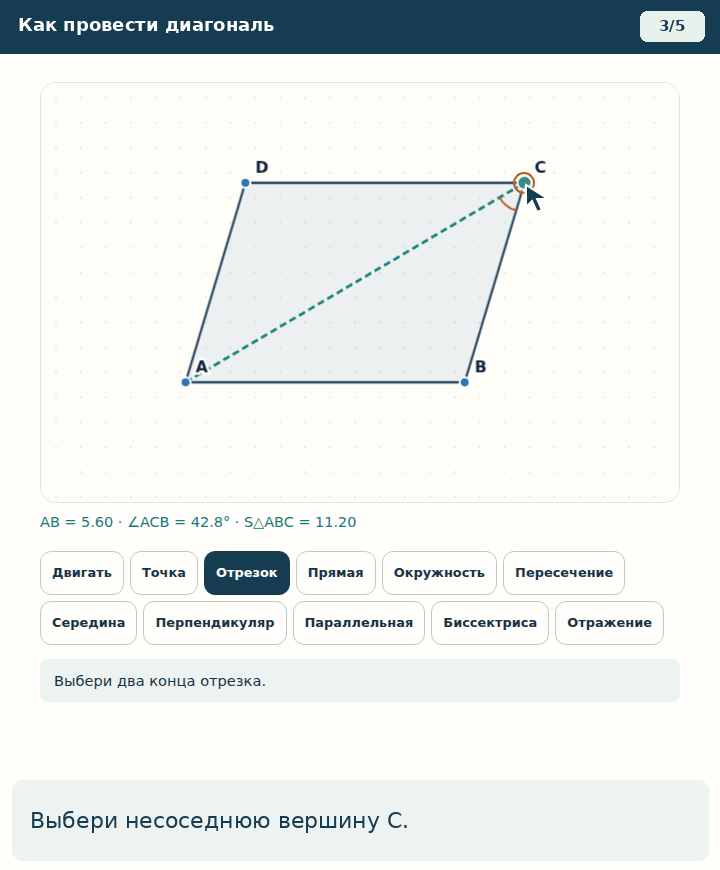 Как провести диагональ
3/5
D
C
A
B
AB = 5.60 · ∠ACB = 42.8° · S△ABC = 11.20
Двигать Точка Отрезок Прямая Окружность Пересечение
Середина Перпендикуляр Параллельная Биссектриса Отражение
Выбери два конца отрезка.
Выбери несоседнюю вершину C.